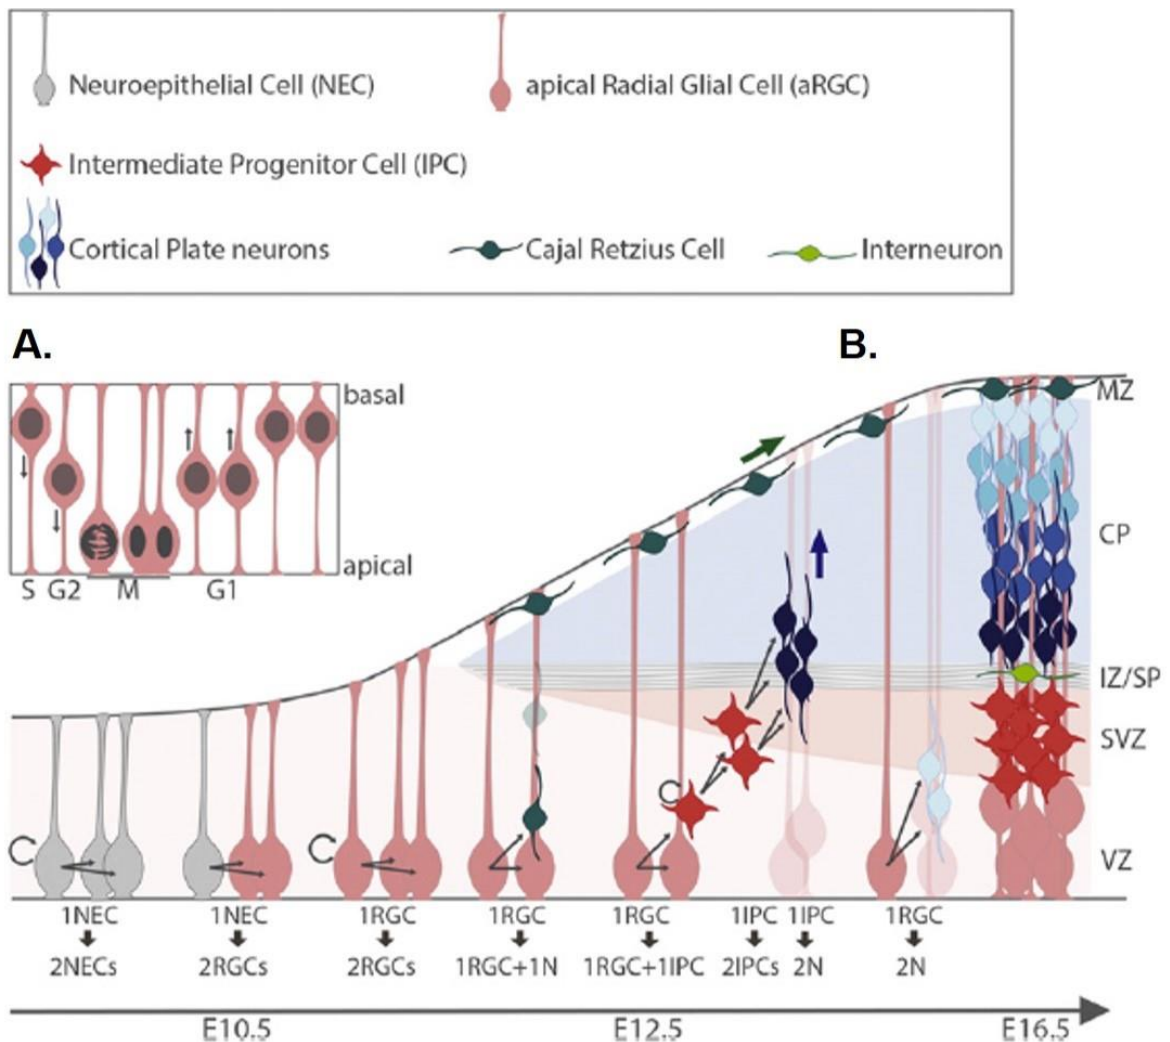 Neuroepithelial Cell (NEC)
apical Radial Glial Cell (aRGC)
Intermediate Progenitor Cell (IPC)
Cortical Plate neurons
Cajal Retzius Cell
Interneuron
A.
B.
basal
apical
S G2 M G1
MZ
CP
IZ/SP
SVZ
VZ
1NEC 1NEC 1RGC 1RGC 1RGC 1IPC 1IPC 1RGC
2NECs 2RGCs 2RGCs 1RGC+1N 1RGC+1IPC 2IPCs 2N 2N
E10.5 E12.5 E16.5